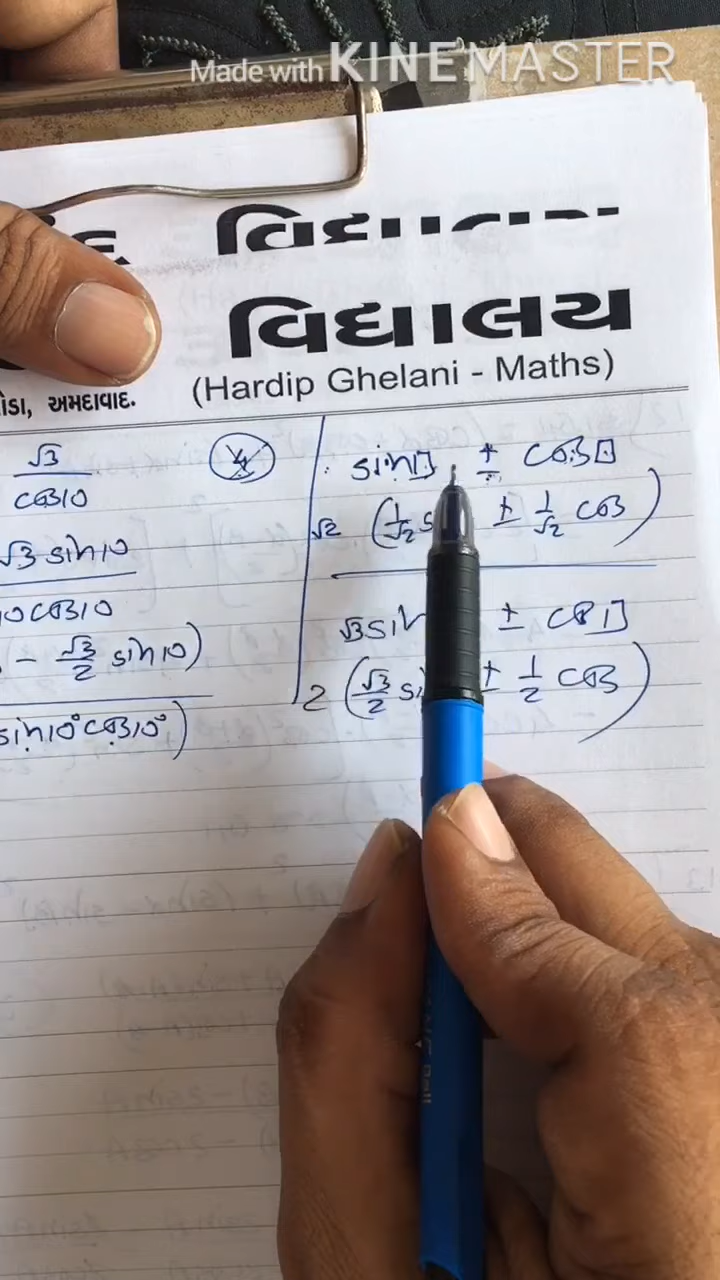 Made with KINEMASTER
વિદ્યાલય
(Hardip Ghelani - Maths)
અમદાવાદ.
√3
cos10
√3 sin10
cos10
- √3/2 sin10)
sin10°cos10°)
sin□ ± cos□
√2 (1/√2 ± 1/√2 cos )
√3 sin ± cos□
2 (√3/2 ± 1/2 cos )